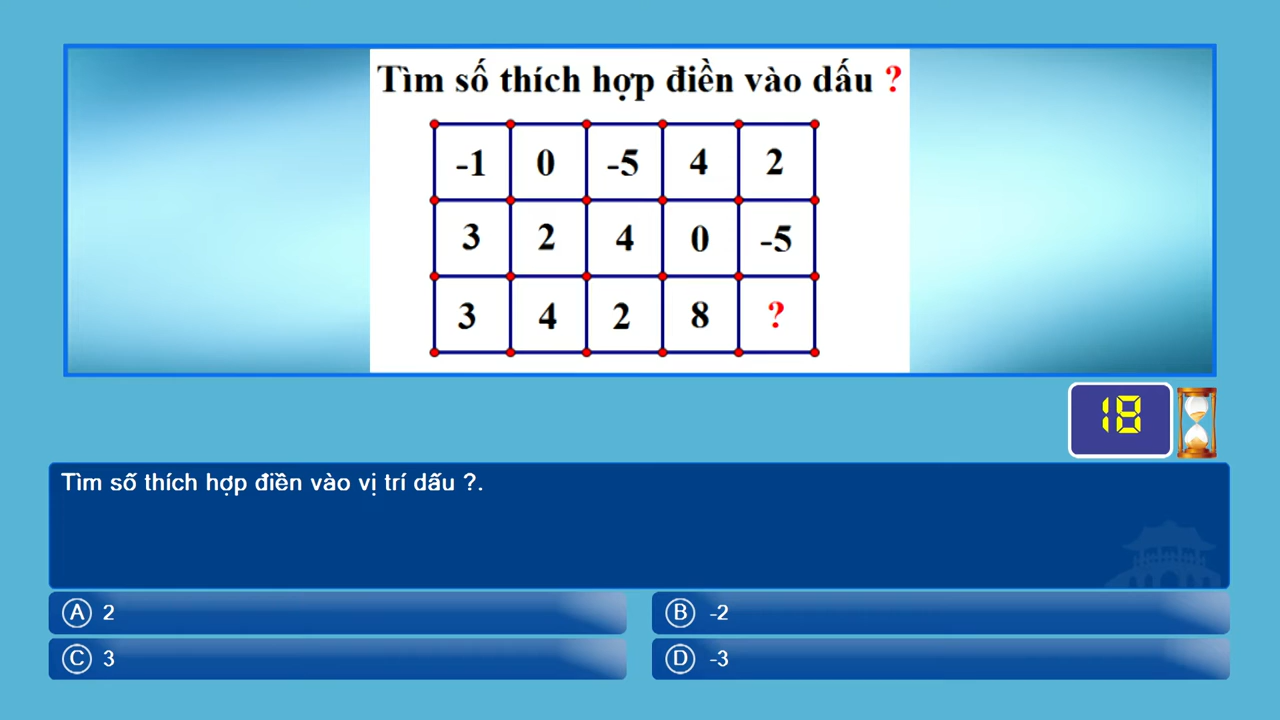 Tìm số thích hợp điền vào dấu ?
-1 0 -5 4 2
3 2 4 0 -5
3 4 2 8 ?
18
Tìm số thích hợp điền vào vị trí dấu ?.
A 2
B -2
C 3
D -3